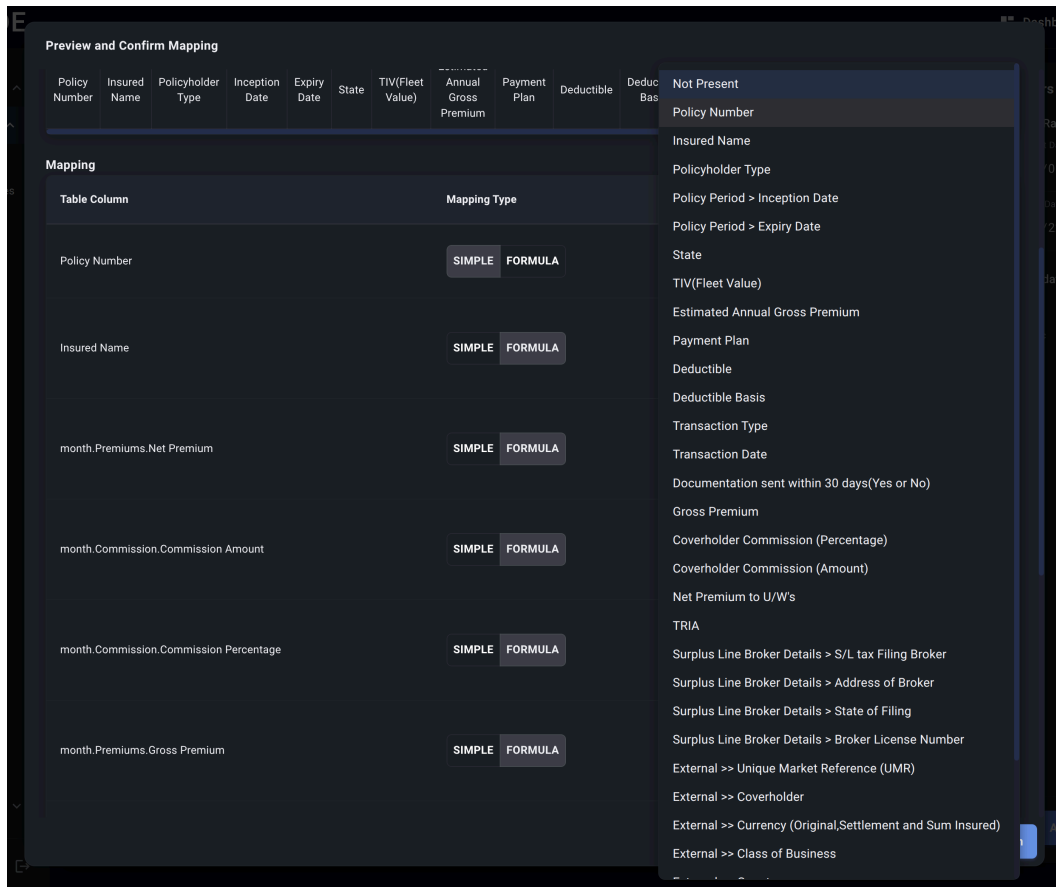 Preview and Confirm Mapping
Policy Number
Insured Name
Policyholder Type
Inception Date
Expiry Date
State
TIV(Fleet Value)
Annual Gross Premium
Payment Plan
Deductible
Mapping
Table Column
Mapping Type
Policy Number
SIMPLE FORMULA
Insured Name
SIMPLE FORMULA
month.Premiums.Net Premium
SIMPLE FORMULA
month.Commission.Commission Amount
SIMPLE FORMULA
month.Commission.Commission Percentage
SIMPLE FORMULA
month.Premiums.Gross Premium
SIMPLE FORMULA
Not Present
Policy Number
Insured Name
Policyholder Type
Policy Period > Inception Date
Policy Period > Expiry Date
State
TIV(Fleet Value)
Estimated Annual Gross Premium
Payment Plan
Deductible
Deductible Basis
Transaction Type
Transaction Date
Documentation sent within 30 days(Yes or No)
Gross Premium
Coverholder Commission (Percentage)
Coverholder Commission (Amount)
Net Premium to U/W's
TRIA
Surplus Line Broker Details > S/L tax Filing Broker
Surplus Line Broker Details > Address of Broker
Surplus Line Broker Details > State of Filing
Surplus Line Broker Details > Broker License Number
External >> Unique Market Reference (UMR)
External >> Coverholder
External >> Currency (Original,Settlement and Sum Insured)
External >> Class of Business